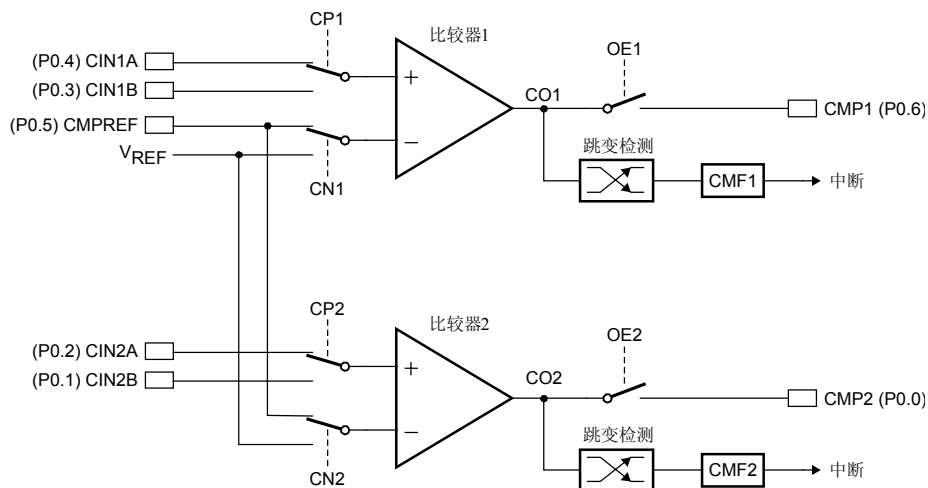 CP1
比较器1
OE1
(P0.4) CIN1A
+
(P0.3) CIN1B
CO1
CMP1 (P0.6)
(P0.5) CMPREF
−
跳变检测
VREF
CN1
CMF1
中断
CP2
比较器2
OE2
(P0.2) CIN2A
+
(P0.1) CIN2B
CO2
CMP2 (P0.0)
−
跳变检测
CN2
CMF2
中断